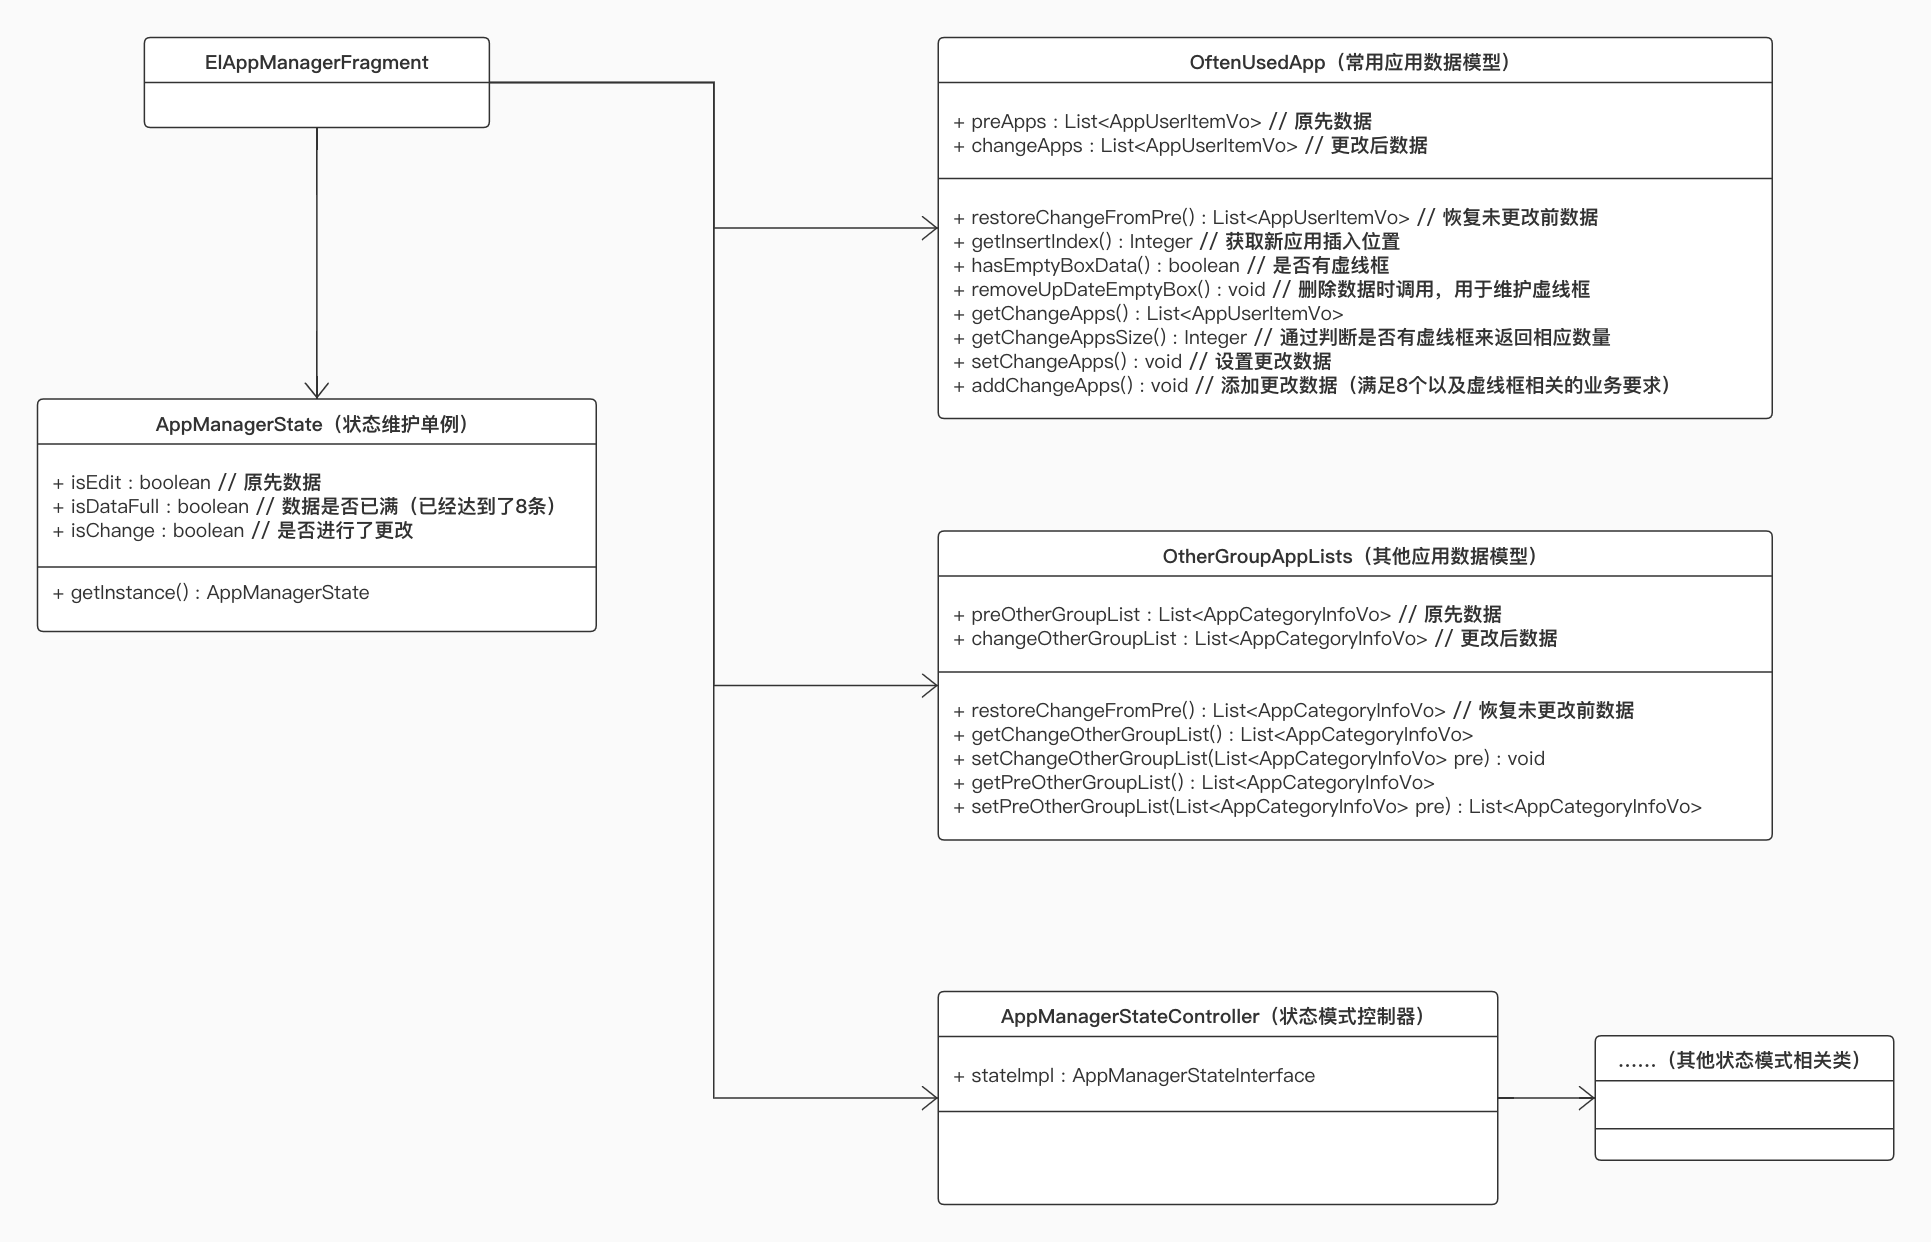 ElAppManagerFragment
AppManagerState（状态维护单例）
+ isEdit : boolean // 原先数据
+ isDataFull : boolean // 数据是否已满（已经达到了8条）
+ isChange : boolean // 是否进行了更改
+ getInstance() : AppManagerState
OftenUsedApp（常用应用数据模型）
+ preApps : List<AppUserItemVo> // 原先数据
+ changeApps : List<AppUserItemVo> // 更改后数据
+ restoreChangeFromPre() : List<AppUserItemVo> // 恢复未更改前数据
+ getInsertIndex() : Integer // 获取新应用插入位置
+ hasEmptyBoxData() : boolean // 是否有虚线框
+ removeUpDateEmptyBox() : void // 删除数据时调用，用于维护虚线框
+ getChangeApps() : List<AppUserItemVo>
+ getChangeAppsSize() : Integer // 通过判断是否有虚线框来返回相应数量
+ setChangeApps() : void // 设置更改数据
+ addChangeApps() : void // 添加更改数据（满足8个以及虚线框相关的业务要求）
OtherGroupAppLists（其他应用数据模型）
+ preOtherGroupList : List<AppCategoryInfoVo> // 原先数据
+ changeOtherGroupList : List<AppCategoryInfoVo> // 更改后数据
+ restoreChangeFromPre() : List<AppCategoryInfoVo> // 恢复未更改前数据
+ getChangeOtherGroupList() : List<AppCategoryInfoVo>
+ setChangeOtherGroupList(List<AppCategoryInfoVo> pre) : void
+ getPreOtherGroupList() : List<AppCategoryInfoVo>
+ setPreOtherGroupList(List<AppCategoryInfoVo> pre) : List<AppCategoryInfoVo>
AppManagerStateController（状态模式控制器）
+ stateImpl : AppManagerStateInterface
……（其他状态模式相关类）